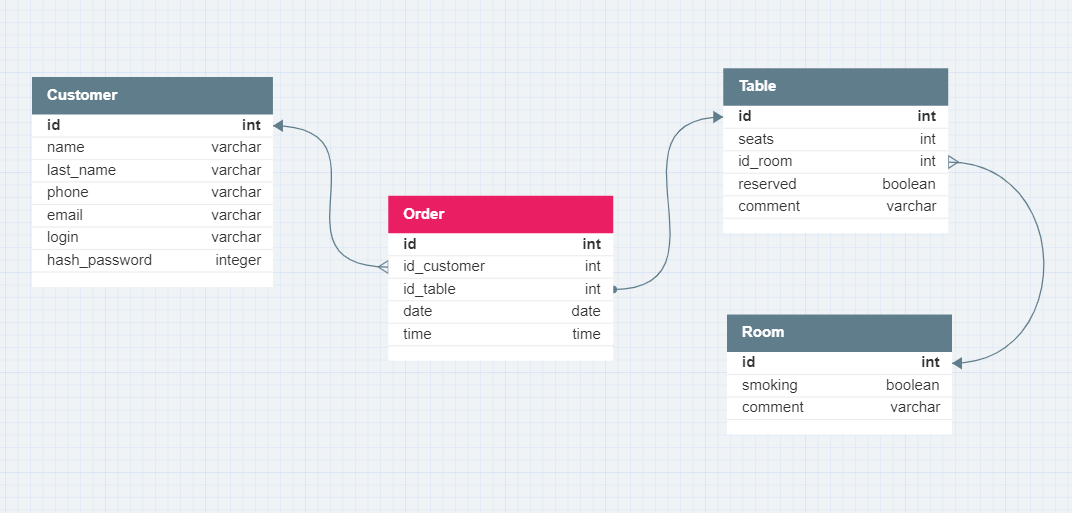 Customer
id int
name varchar
last_name varchar
phone varchar
email varchar
login varchar
hash_password integer
Order
id int
id_customer int
id_table int
date date
time time
Table
id int
seats int
id_room int
reserved boolean
comment varchar
Room
id int
smoking boolean
comment varchar